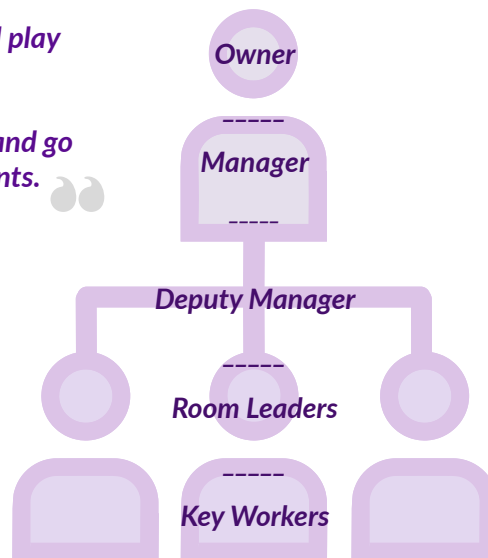 play
and go
nts.
Owner
-----
Manager
-----
Deputy Manager
-----
Room Leaders
-----
Key Workers